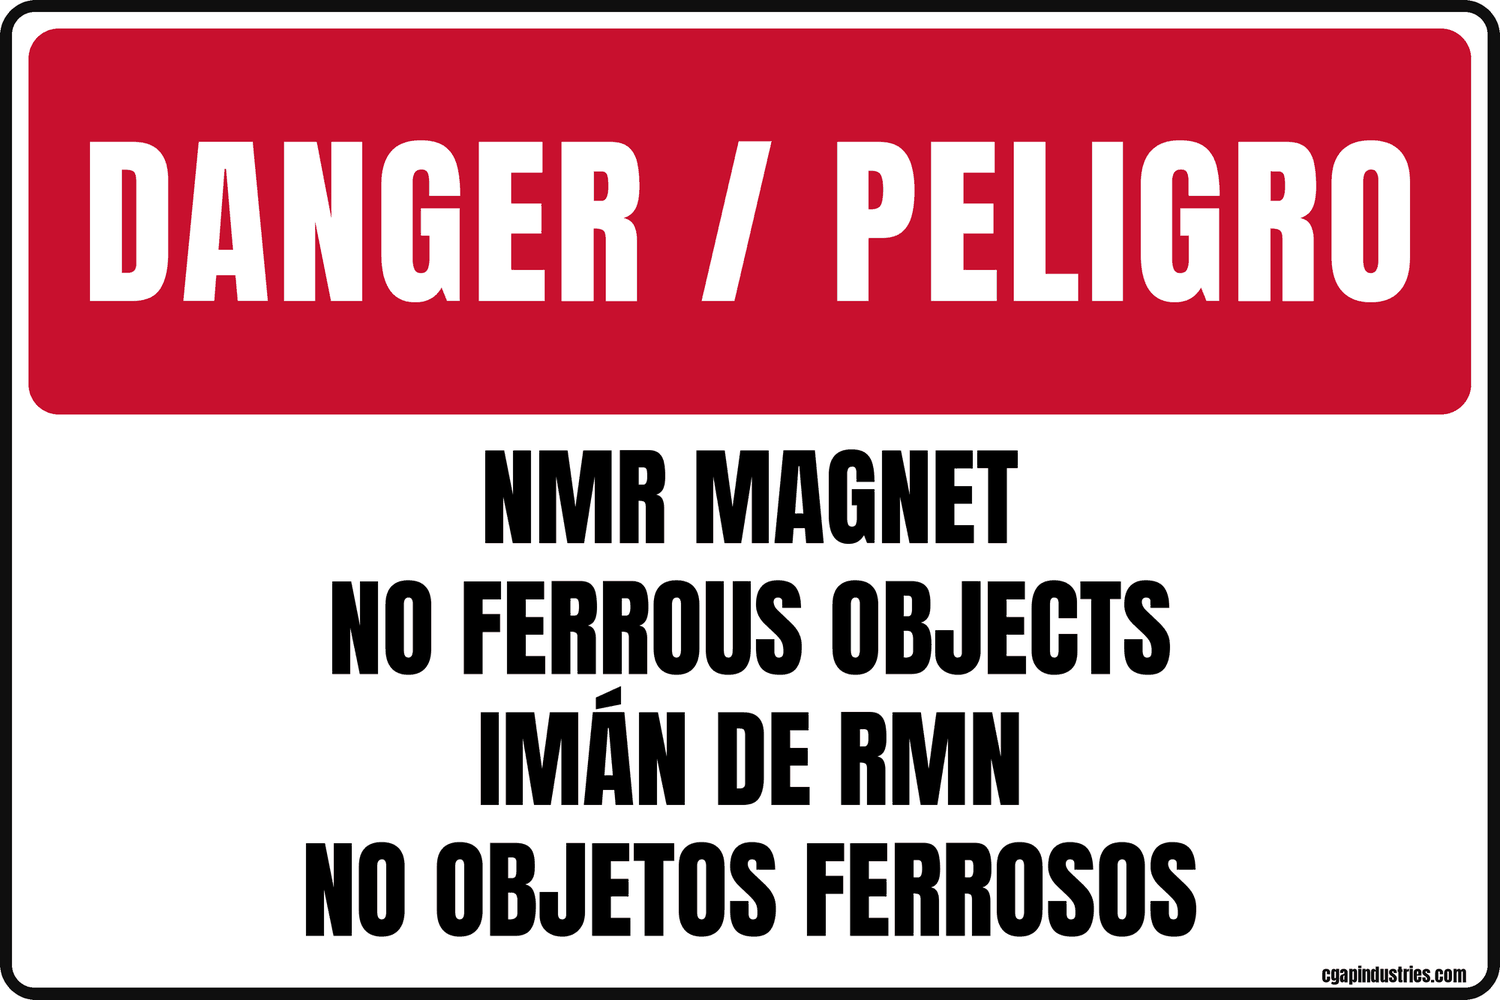 DANGER / PELIGRO
NMR MAGNET
NO FERROUS OBJECTS
IMÁN DE RMN
NO OBJETOS FERROSOS
cgapindustries.com